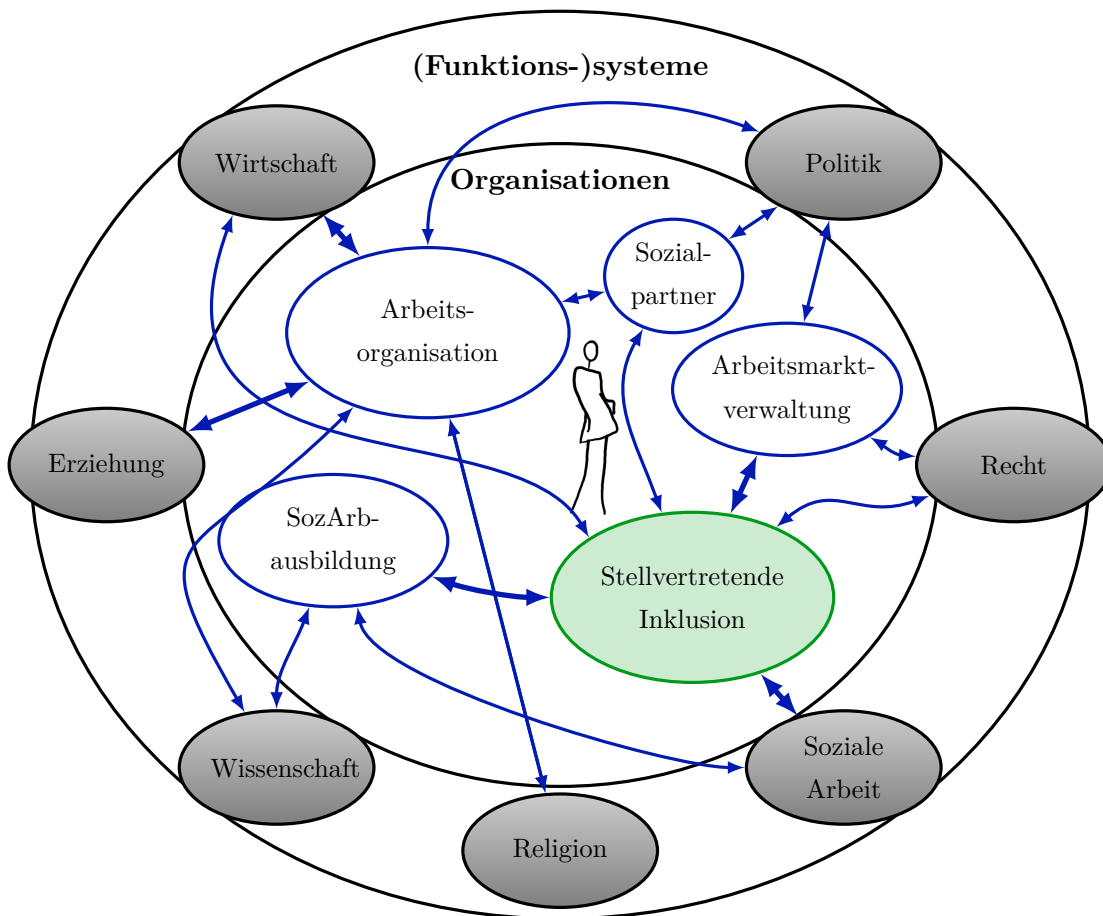 (Funktions-)systeme
Wirtschaft
Politik
Organisationen
Sozial-
partner
Arbeits-
organisation
Arbeitsmarkt-
verwaltung
Erziehung
Recht
SozArb-
ausbildung
Stellvertretende
Inklusion
Wissenschaft
Soziale
Arbeit
Religion